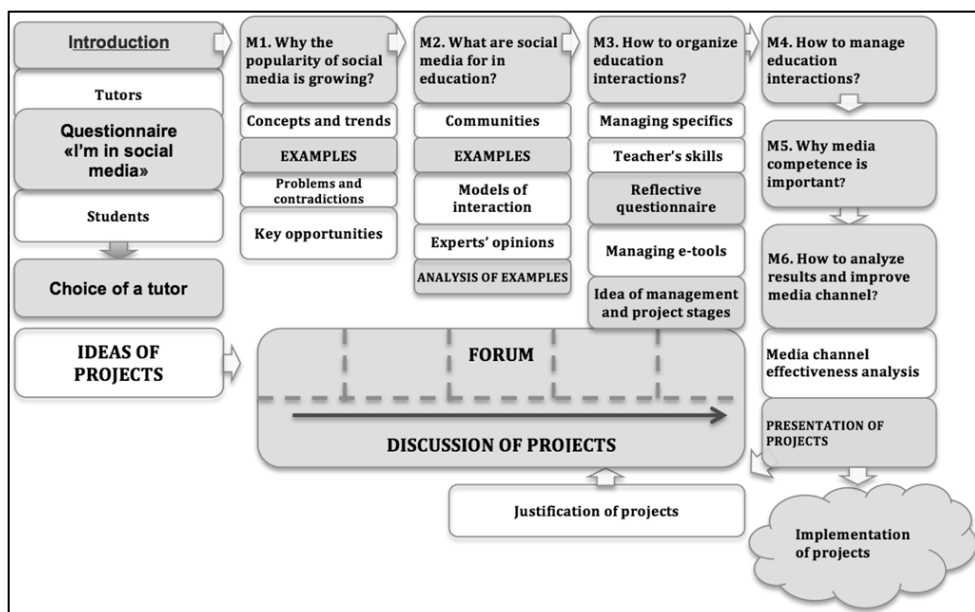 Introduction
Tutors
Questionnaire
«I'm in social
media»
Students
Choice of a tutor
IDEAS OF
PROJECTS
M1. Why the
popularity of social
media is growing?
Concepts and trends
EXAMPLES
Problems and
contradictions
Key opportunities
M2. What are social
media for in
education?
Communities
EXAMPLES
Models of
interaction
Experts' opinions
ANALYSIS OF EXAMPLES
M3. How to organize
education
interactions?
Managing specifics
Teacher's skills
Reflective
questionnaire
Managing e-tools
Idea of management
and project stages
M4. How to manage
education
interactions?
M5. Why media
competence is
important?
M6. How to analyze
results and improve
media channel?
Media channel
effectiveness analysis
PRESENTATION OF
PROJECTS
FORUM
DISCUSSION OF PROJECTS
Justification of projects
Implementation
of projects